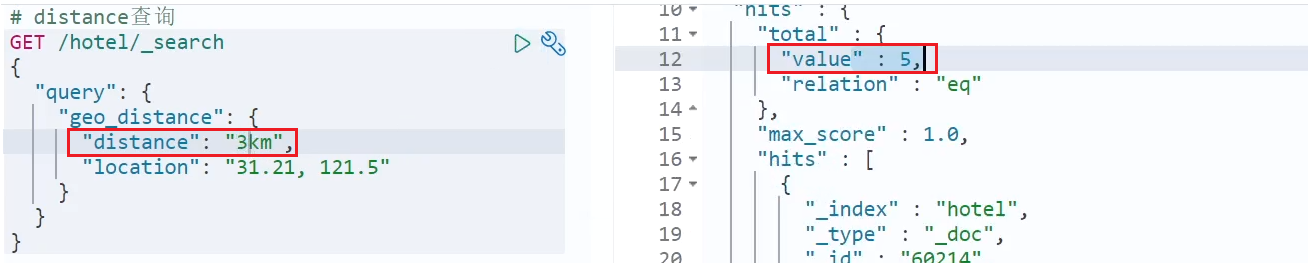 # distance查询
GET /hotel/_search
{
  "query": {
    "geo_distance": {
      "distance": "3km",
      "location": "31.21, 121.5"
    }
  }
}
10 "hits" : {
11 "total" : {
12 "value" : 5,
13 "relation" : "eq"
14 },
15 "max_score" : 1.0,
16 "hits" : [
17 {
18 "_index" : "hotel",
19 "_type" : "_doc",
20 "_id" : "60214"